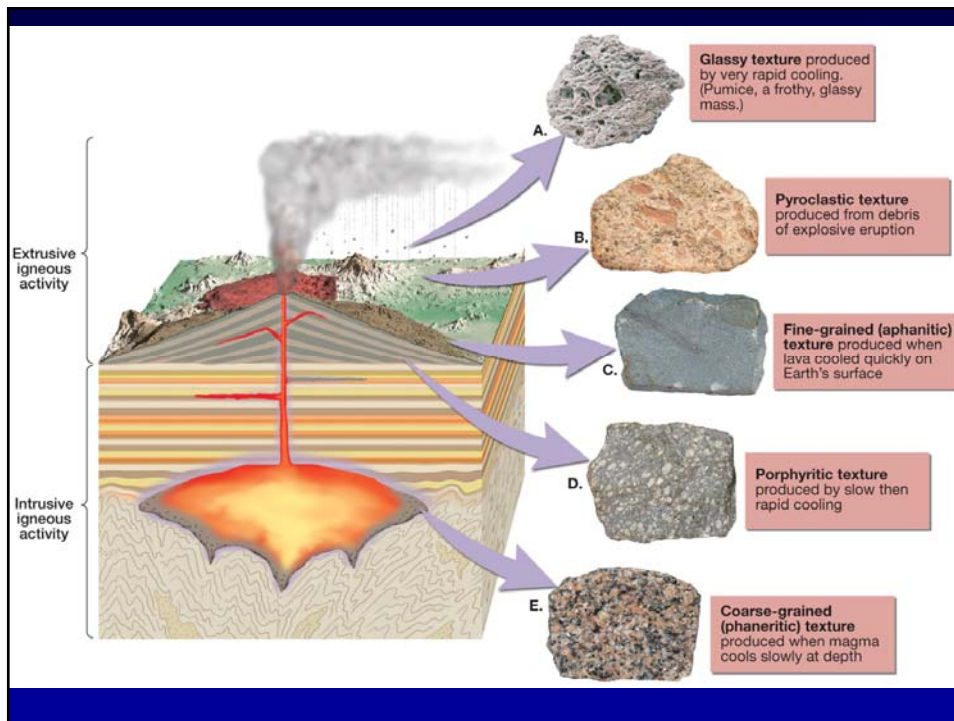 Glassy texture produced
by very rapid cooling.
(Pumice, a frothy, glassy
mass.)
A.
Pyroclastic texture
produced from debris
of explosive eruption
B.
Extrusive
igneous
activity
Fine-grained (aphanitic)
texture produced when
lava cooled quickly on
Earth's surface
C.
Porphyritic texture
produced by slow then
rapid cooling
D.
Intrusive
igneous
activity
E.
Coarse-grained
(phaneritic) texture
produced when magma
cools slowly at depth